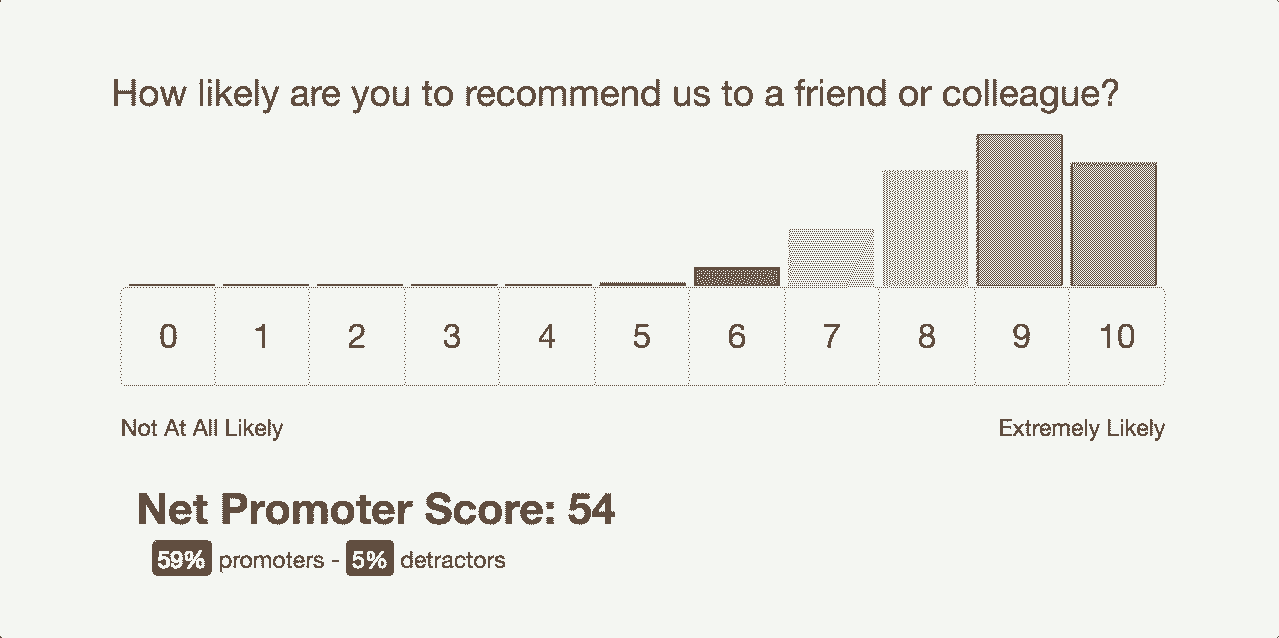 How likely are you to recommend us to a friend or colleague?
0 1 2 3 4 5 6 7 8 9 10
Not At All Likely Extremely Likely
Net Promoter Score: 54
59% promoters - 5% detractors